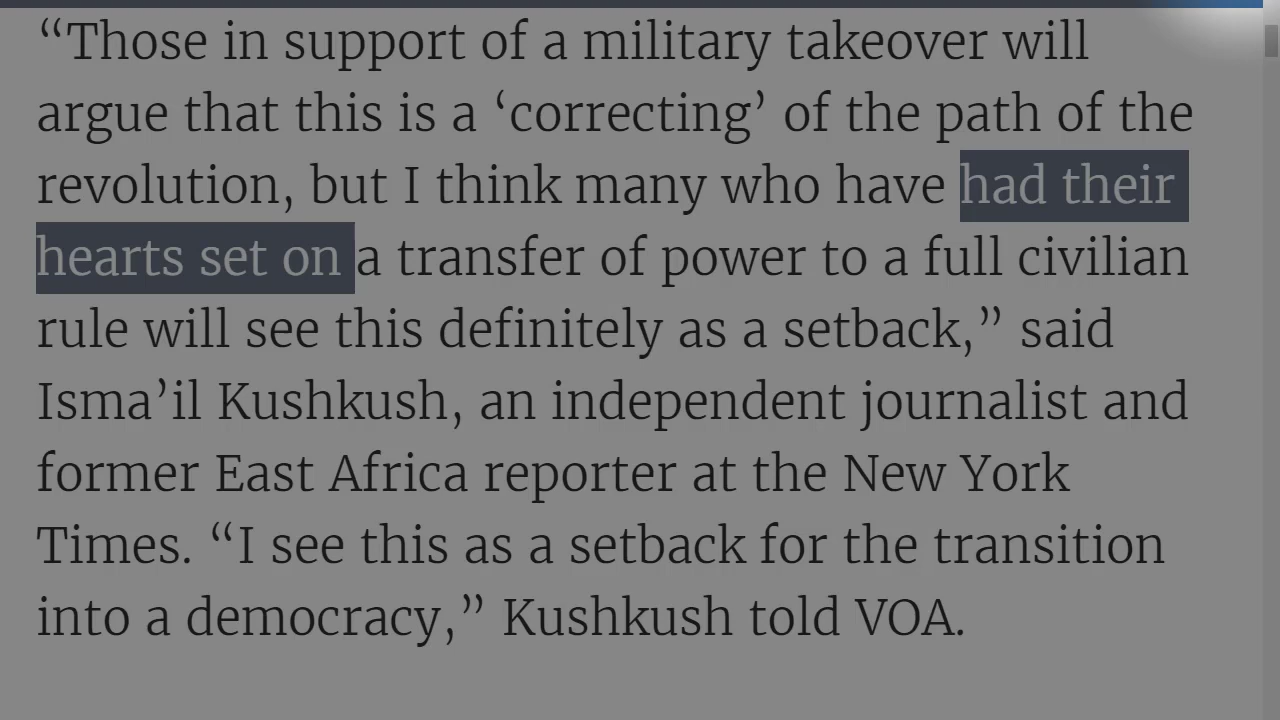 “Those in support of a military takeover will
argue that this is a ‘correcting’ of the path of the
revolution, but I think many who have had their
hearts set on a transfer of power to a full civilian
rule will see this definitely as a setback,” said
Isma’il Kushkush, an independent journalist and
former East Africa reporter at the New York
Times. “I see this as a setback for the transition
into a democracy,” Kushkush told VOA.